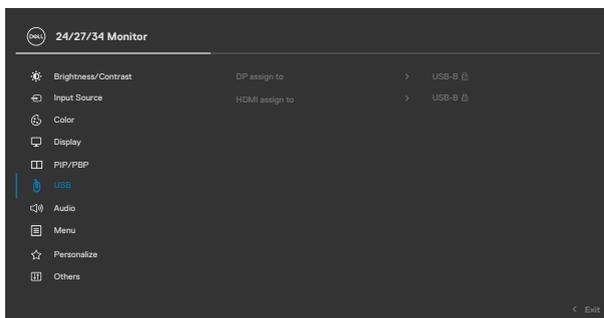 DELL 24/27/34 Monitor
Brightness/Contrast DP assign to > USB-B
Input Source HDMI assign to > USB-B
Color
Display
PIP/PBP
USB
Audio
Menu
Personalize
Others
< Exit